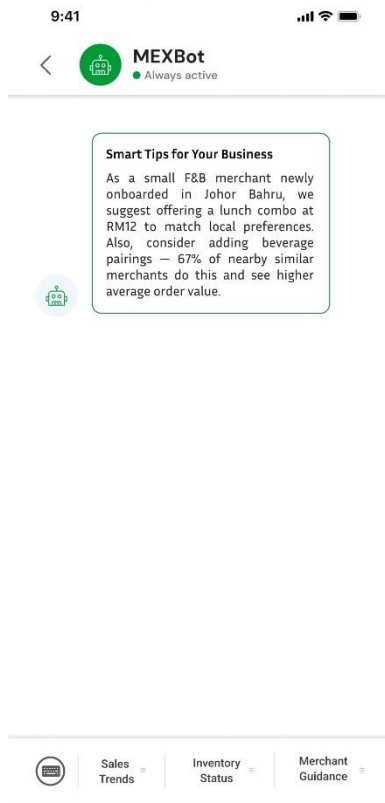 9:41
MEXBot
Always active
Smart Tips for Your Business
As a small F&B merchant newly
onboarded in Johor Bahru, we
suggest offering a lunch combo at
RM12 to match local preferences.
Also, consider adding beverage
pairings — 67% of nearby similar
merchants do this and see higher
average order value.
Sales
Trends
Inventory
Status
Merchant
Guidance